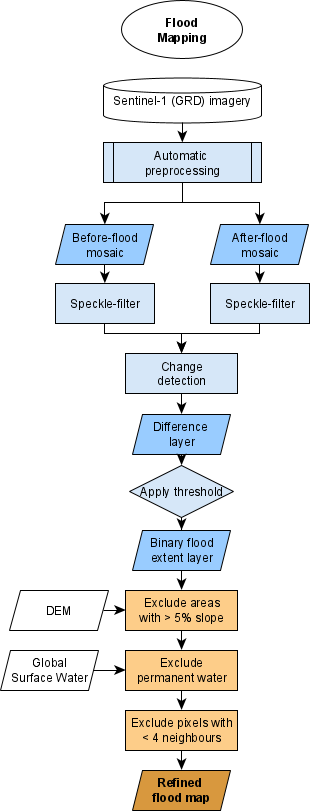 Flood
Mapping
Sentinel-1 (GRD) imagery
Automatic
preprocessing
Before-flood
mosaic
After-flood
mosaic
Speckle-filter
Speckle-filter
Change
detection
Difference
layer
Apply threshold
Binary flood
extent layer
DEM
Exclude areas
with > 5% slope
Global
Surface Water
Exclude
permanent water
Exclude pixels with
< 4 neighbours
Refined
flood map